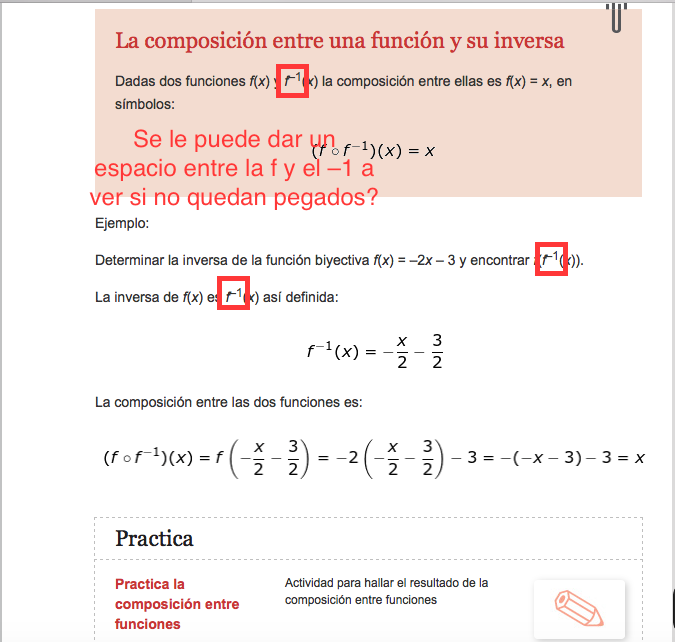 La composición entre una función y su inversa
Dadas dos funciones f(x) y f–1(x) la composición entre ellas es f(x) = x, en
símbolos:
Se le puede dar un
(f ∘ f−1)(x) = x
espacio entre la f y el –1 a
ver si no quedan pegados?
Ejemplo:
Determinar la inversa de la función biyectiva f(x) = –2x – 3 y encontrar f(f–1(x)).
La inversa de f(x) es f–1(x) así definida:
f−1(x) = −x/2 − 3/2
La composición entre las dos funciones es:
(f ∘ f−1)(x) = f(−x/2 − 3/2) = −2(−x/2 − 3/2) − 3 = −(−x − 3) − 3 = x
Practica
Practica la
composición entre
funciones
Actividad para hallar el resultado de la
composición entre funciones